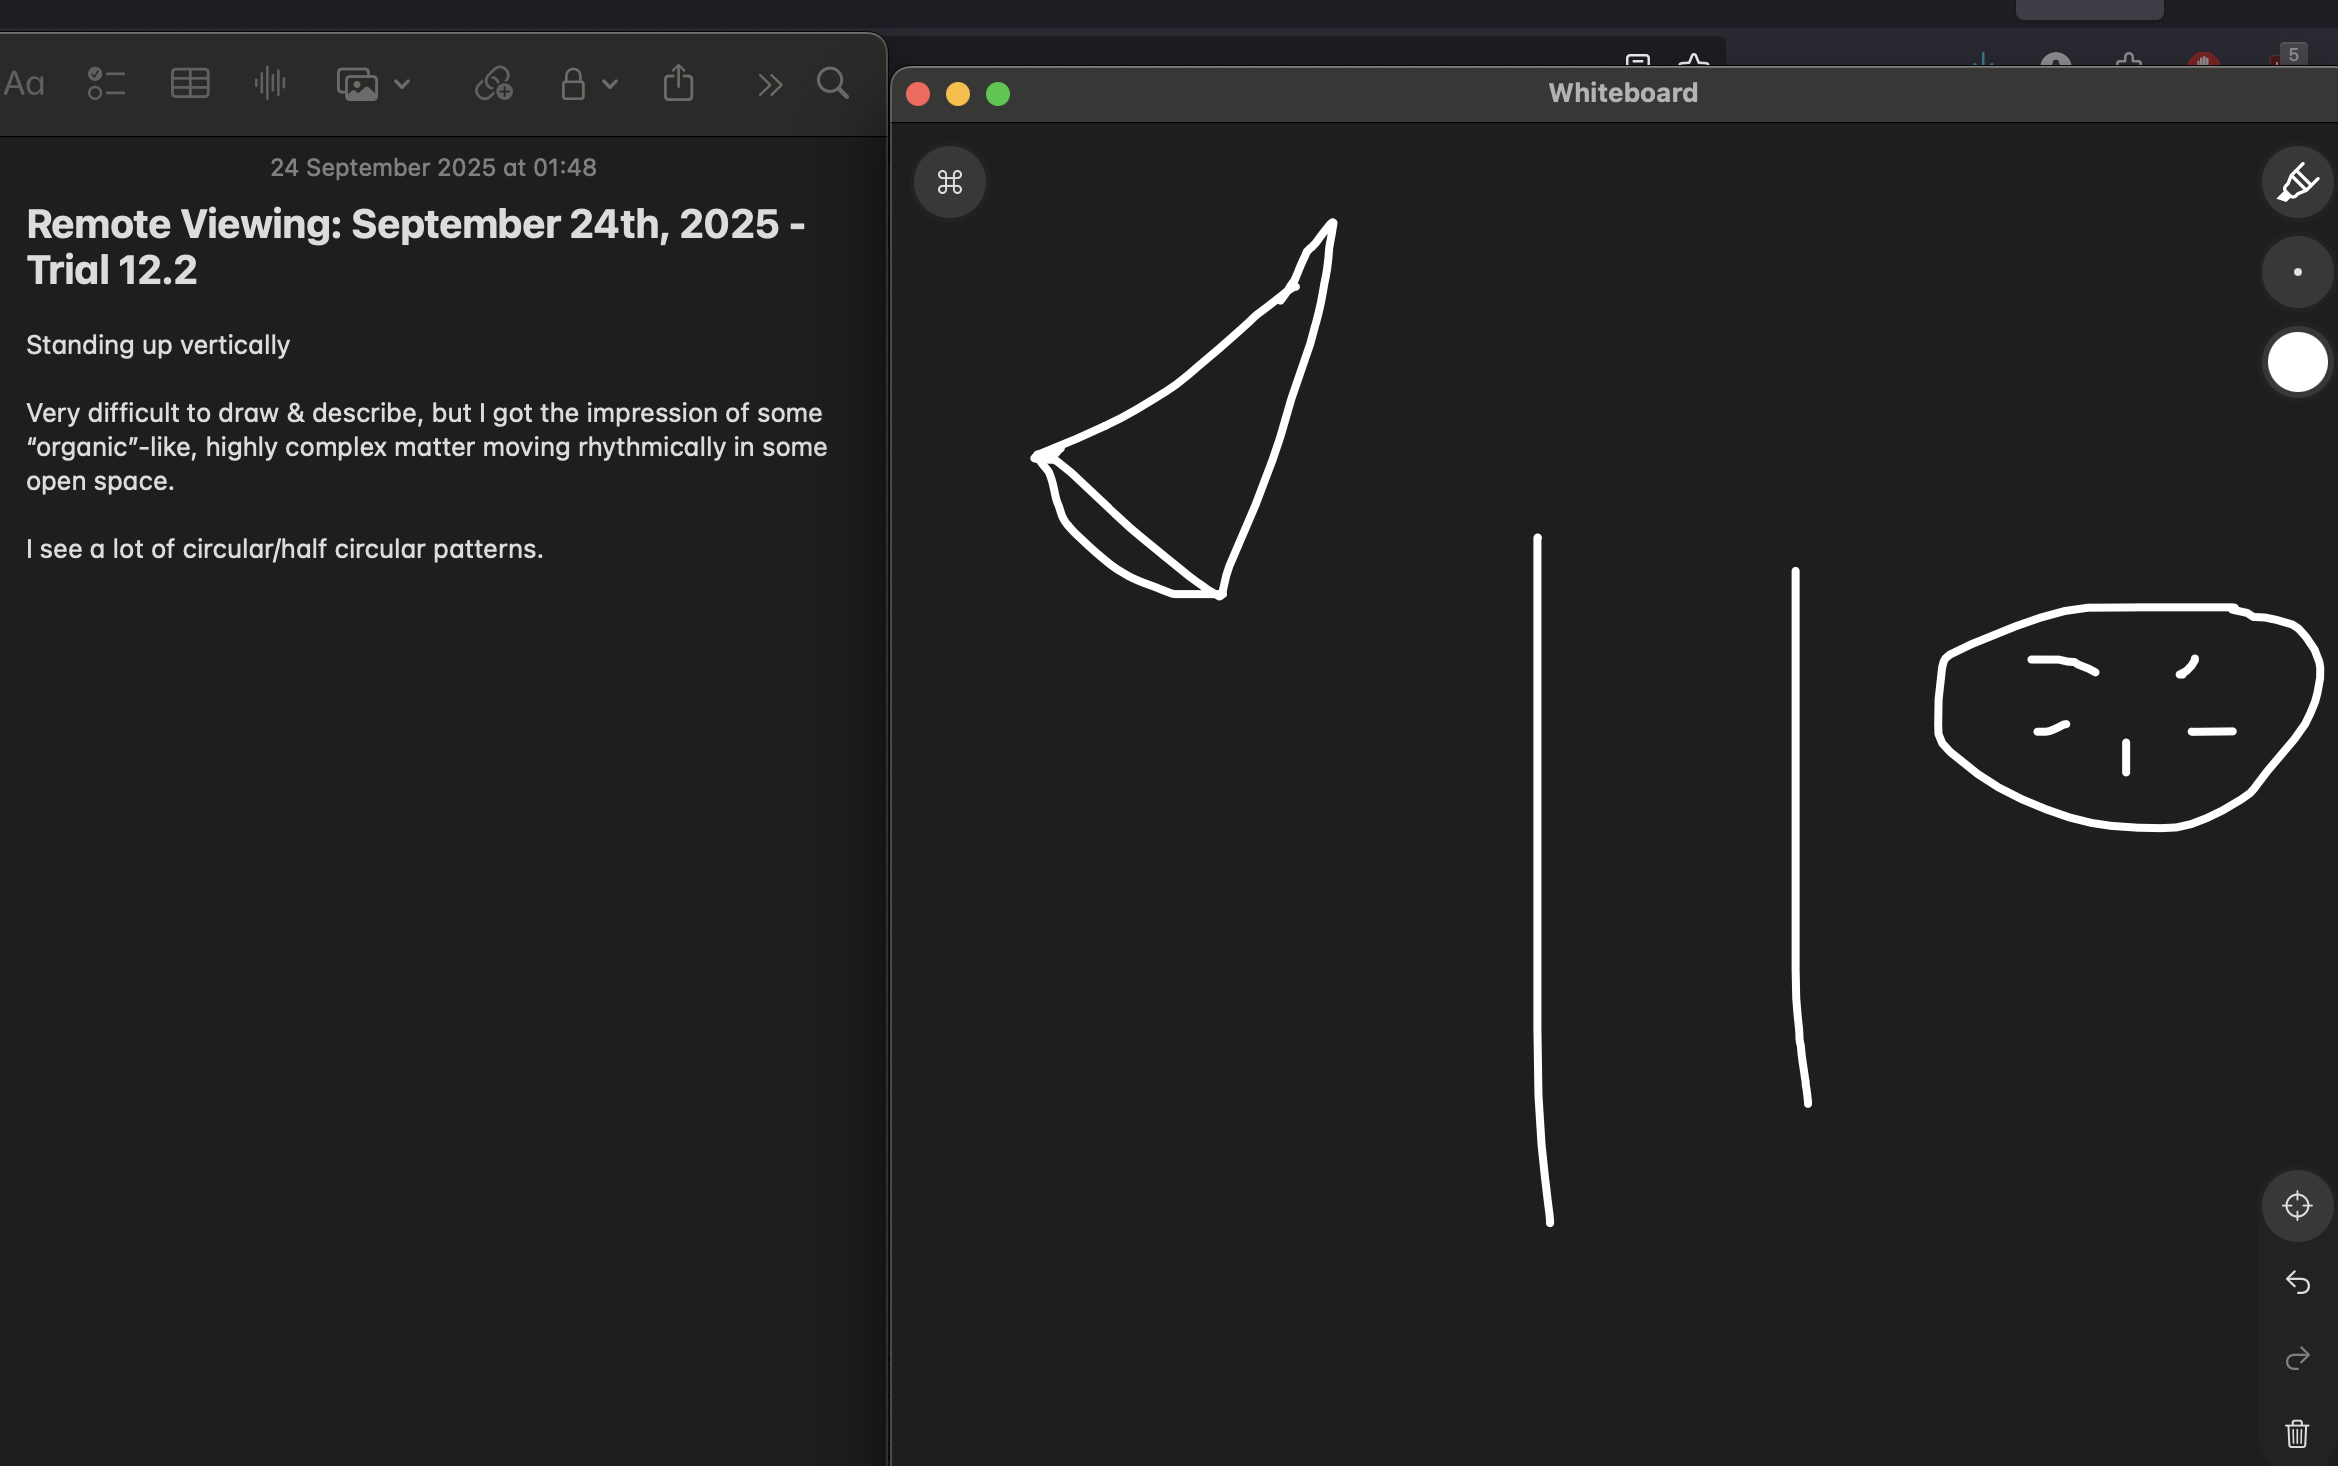 5
Aa
Whiteboard
24 September 2025 at 01:48
Remote Viewing: September 24th, 2025 -
Trial 12.2
Standing up vertically
Very difficult to draw & describe, but I got the impression of some
“organic”-like, highly complex matter moving rhythmically in some
open space.
I see a lot of circular/half circular patterns.